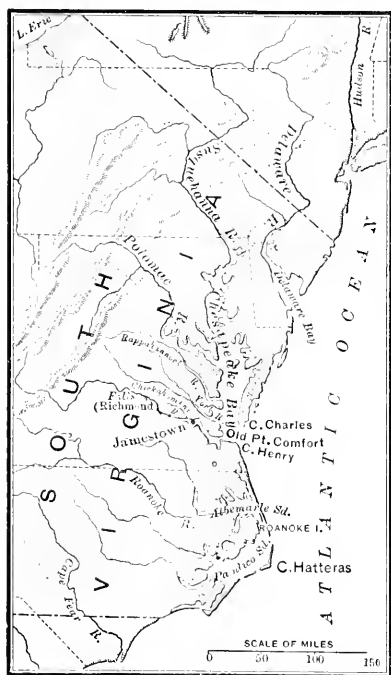 L. Erie
Hudson R.
Delaware R.
Susquehanna R.
Delaware Bay
Potomac R.
Chesapeake Bay
SOUTH
VIRGINIA
Rappahannock R.
York R.
Falls
(Richmond)
Jamestown
C. Charles
Old Pt. Comfort
C. Henry
Roanoke R.
Albemarle Sd.
ROANOKE I.
Pamlico Sd.
C. Hatteras
Cape Fear R.
ATLANTIC OCEAN
SCALE OF MILES
0 50 100 150